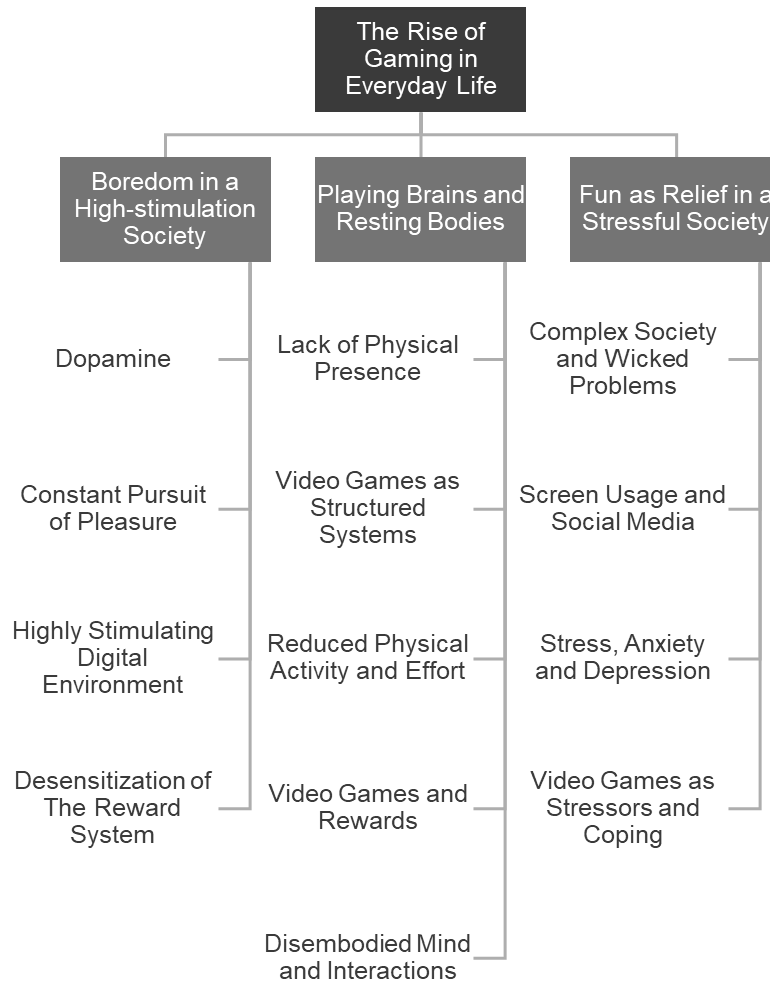 The Rise of
Gaming in
Everyday Life
Boredom in a
High-stimulation
Society
Playing Brains and
Resting Bodies
Fun as Relief in a
Stressful Society
Dopamine
Constant Pursuit
of Pleasure
Highly Stimulating
Digital
Environment
Desensitization of
The Reward
System
Lack of Physical
Presence
Video Games as
Structured
Systems
Reduced Physical
Activity and Effort
Video Games and
Rewards
Disembodied Mind
and Interactions
Complex Society
and Wicked
Problems
Screen Usage and
Social Media
Stress, Anxiety
and Depression
Video Games as
Stressors and
Coping